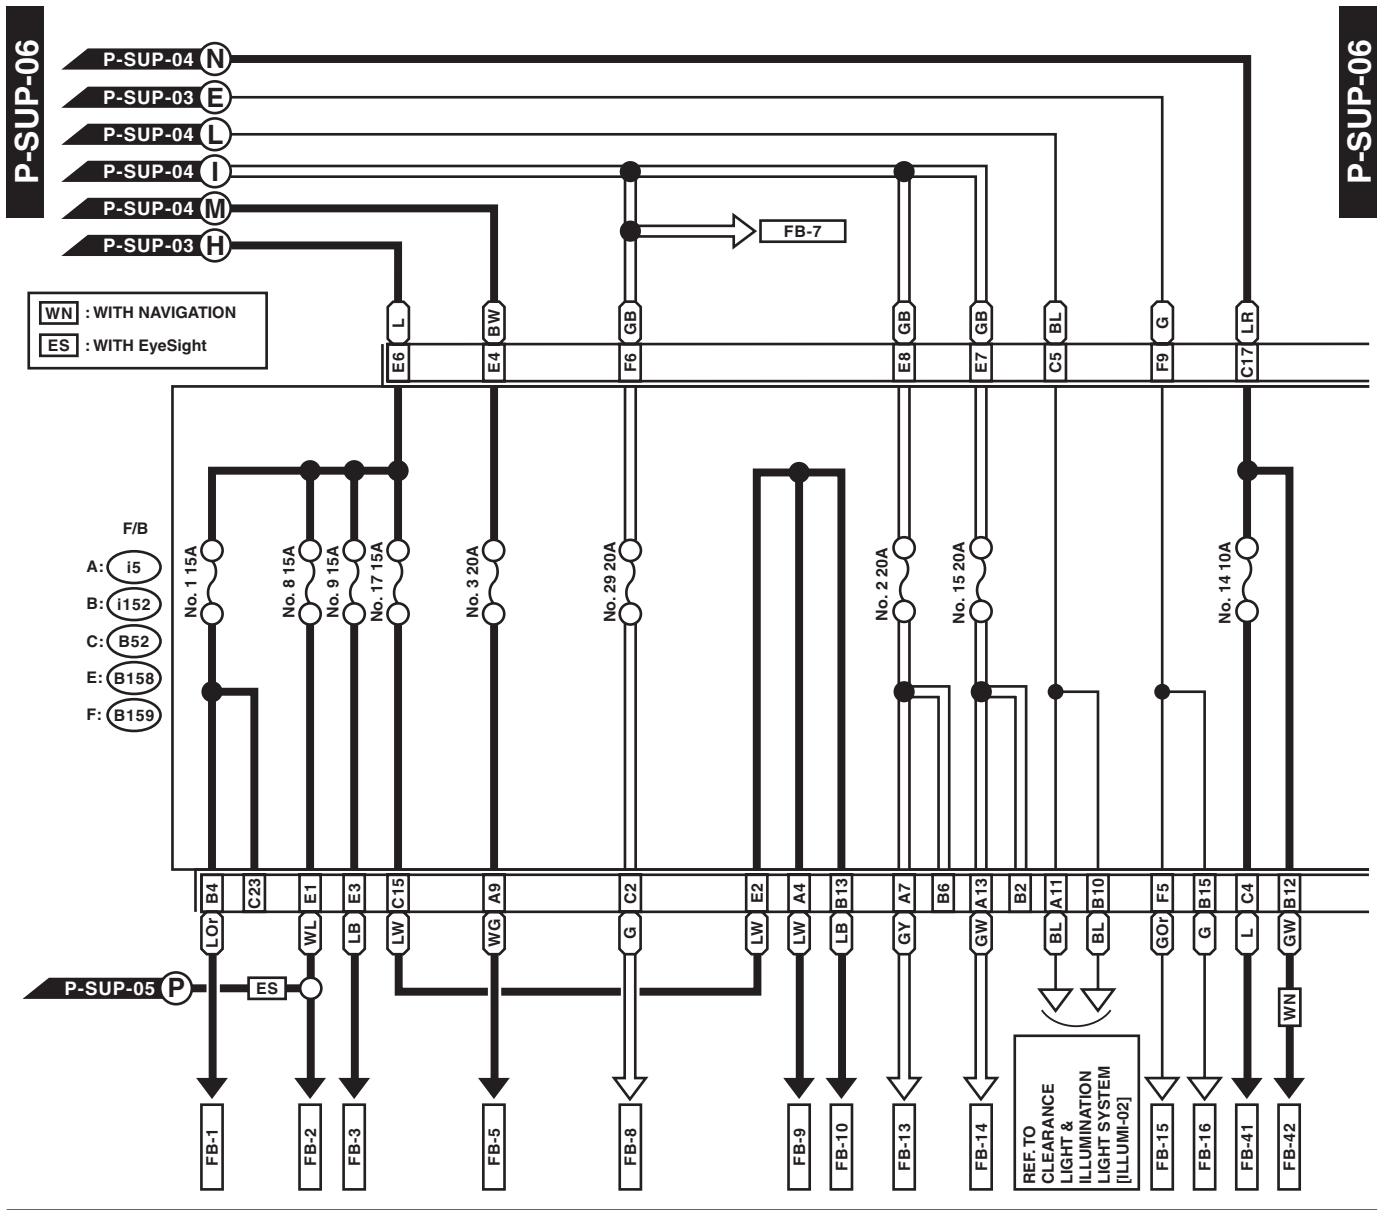 P-SUP-06
P-SUP-06
P-SUP-04 N
P-SUP-03 E
P-SUP-04 L
P-SUP-04 I
P-SUP-04 M
P-SUP-03 H
FB-7
WN : WITH NAVIGATION
ES : WITH EyeSight
L BW GB GB GB BL G LR
E6 E4 F6 E8 E7 C5 F9 C17
F/B
A: i5
B: i152
C: B52
E: B158
F: B159
No. 1 15A
No. 8 15A
No. 9 15A
No. 17 15A
No. 3 20A
No. 29 20A
No. 2 20A
No. 15 20A
No. 14 10A
B4 C23 E1 E3 C15 A9 C2 E2 A4 B13 A7 B6 A13 B2 A11 B10 F5 B15 C4 B12
LOr WL LB LW WG G LW LW LB GY GW BL BL GOr G L GW
P-SUP-05 P
ES
WN
REF. TO
CLEARANCE
LIGHT &
ILLUMINATION
LIGHT SYSTEM
[ILLUMI-02]
FB-1 FB-2 FB-3 FB-5 FB-8 FB-9 FB-10 FB-13 FB-14 FB-15 FB-16 FB-41 FB-42